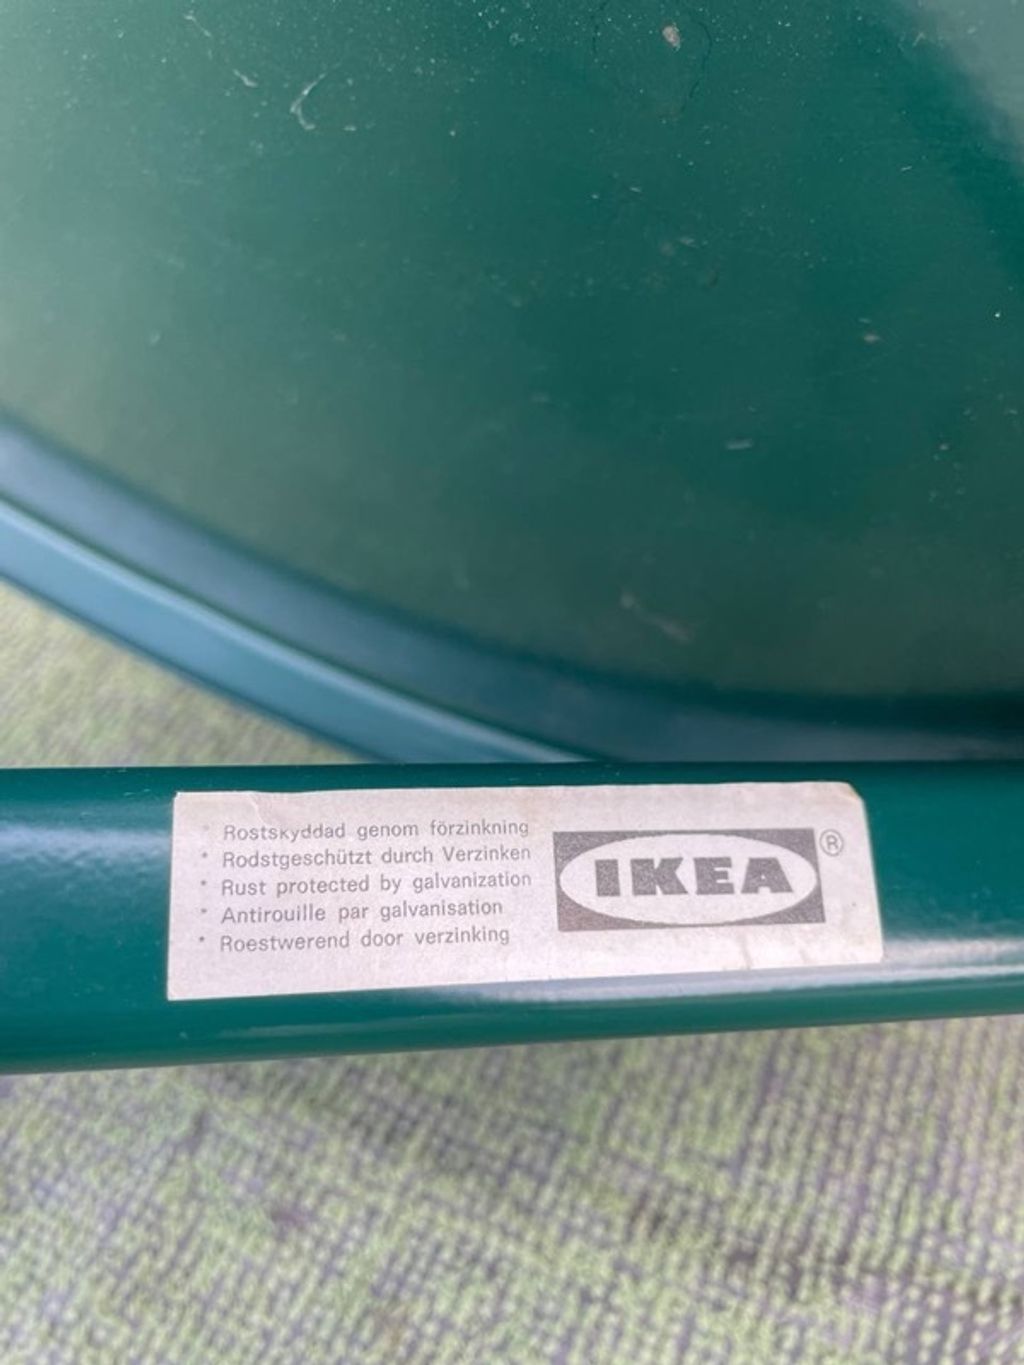 * Rostskyddad genom förzinkning
* Rodstgeschützt durch Verzinken
* Rust protected by galvanization
* Antirouille par galvanisation
* Roestwerend door verzinking
IKEA ®